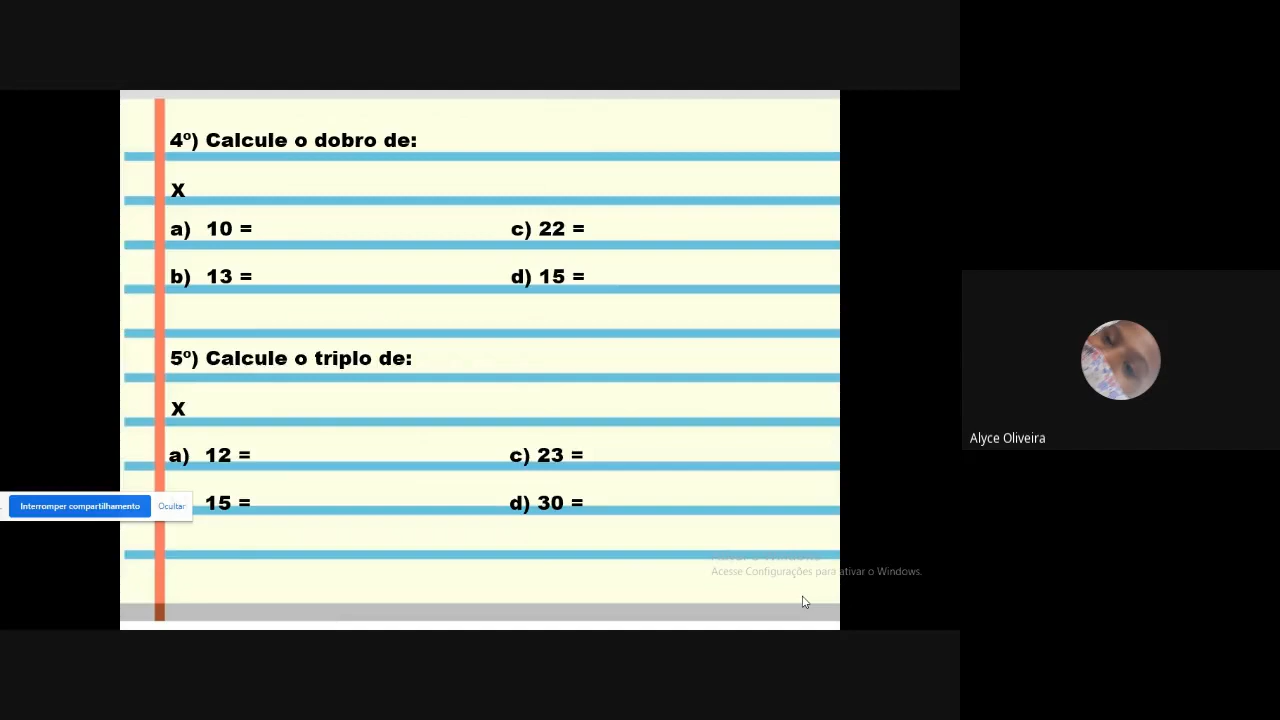 4º) Calcule o dobro de:
X
a) 10 =
c) 22 =
b) 13 =
d) 15 =
5º) Calcule o triplo de:
X
a) 12 =
c) 23 =
15 =
d) 30 =
Interromper compartilhamento Ocultar
Acesse Configurações para ativar o Windows.
Alyce Oliveira